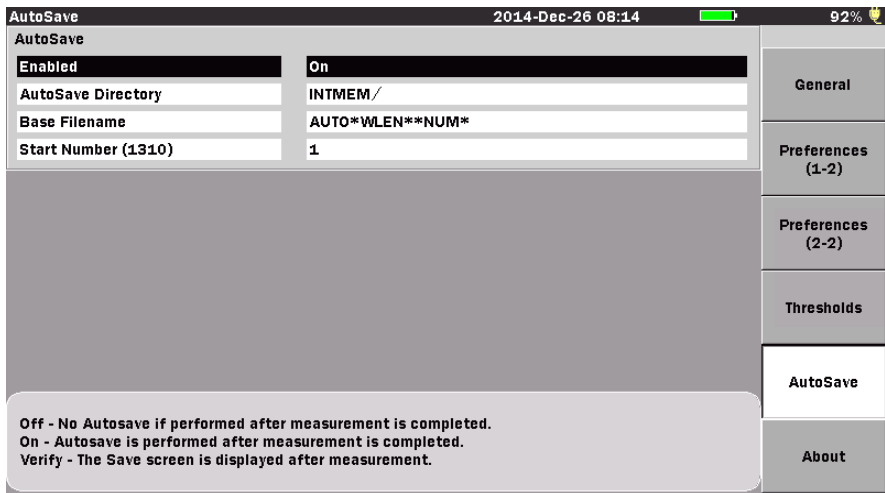 AutoSave 2014-Dec-26 08:14 92%
AutoSave
Enabled On
AutoSave Directory INTMEM/
Base Filename AUTO*WLEN**NUM*
Start Number (1310) 1
General
Preferences
(1-2)
Preferences
(2-2)
Thresholds
AutoSave
About
Off - No Autosave if performed after measurement is completed.
On - Autosave is performed after measurement is completed.
Verify - The Save screen is displayed after measurement.